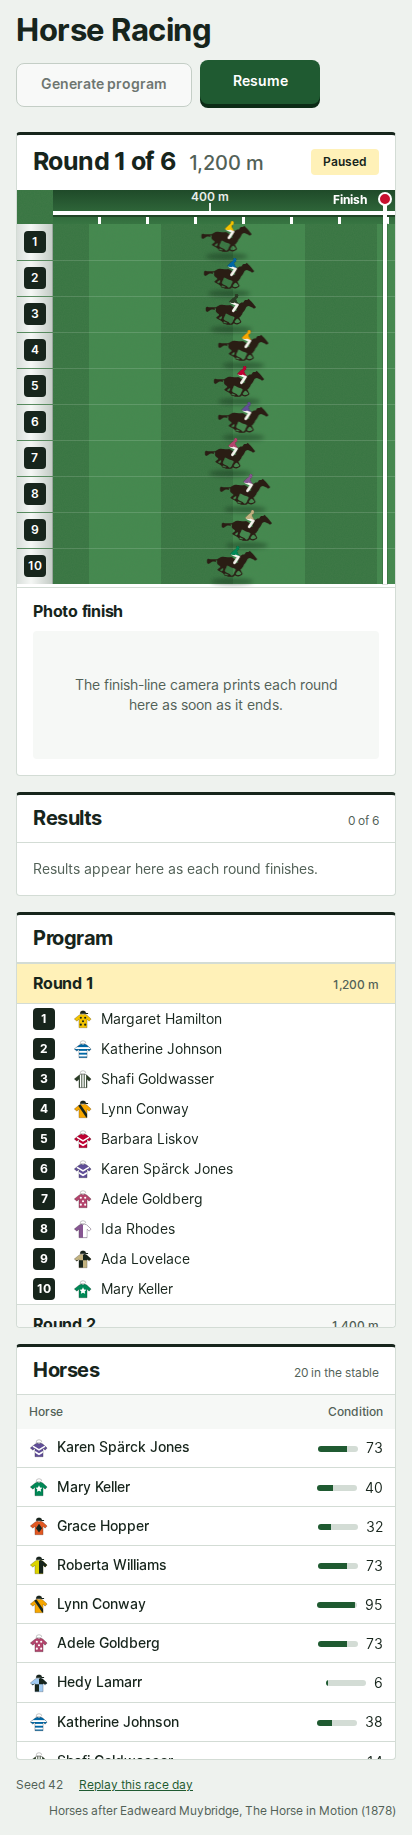 Horse Racing
Generate program
Resume
Round 1 of 6 1,200 m
Paused
400 m
Finish
1
2
3
4
5
6
7
8
9
10
Photo finish
The finish-line camera prints each round
here as soon as it ends.
Results
0 of 6
Results appear here as each round finishes.
Program
Round 1
1,200 m
1 Margaret Hamilton
2 Katherine Johnson
3 Shafi Goldwasser
4 Lynn Conway
5 Barbara Liskov
6 Karen Spärck Jones
7 Adele Goldberg
8 Ida Rhodes
9 Ada Lovelace
10 Mary Keller
Round 2
1,400 m
Horses
20 in the stable
Horse
Condition
Karen Spärck Jones 73
Mary Keller 40
Grace Hopper 32
Roberta Williams 73
Lynn Conway 95
Adele Goldberg 73
Hedy Lamarr 6
Katherine Johnson 38
Shafi Goldwasser 14
Seed 42 Replay this race day
Horses after Eadweard Muybridge, The Horse in Motion (1878)